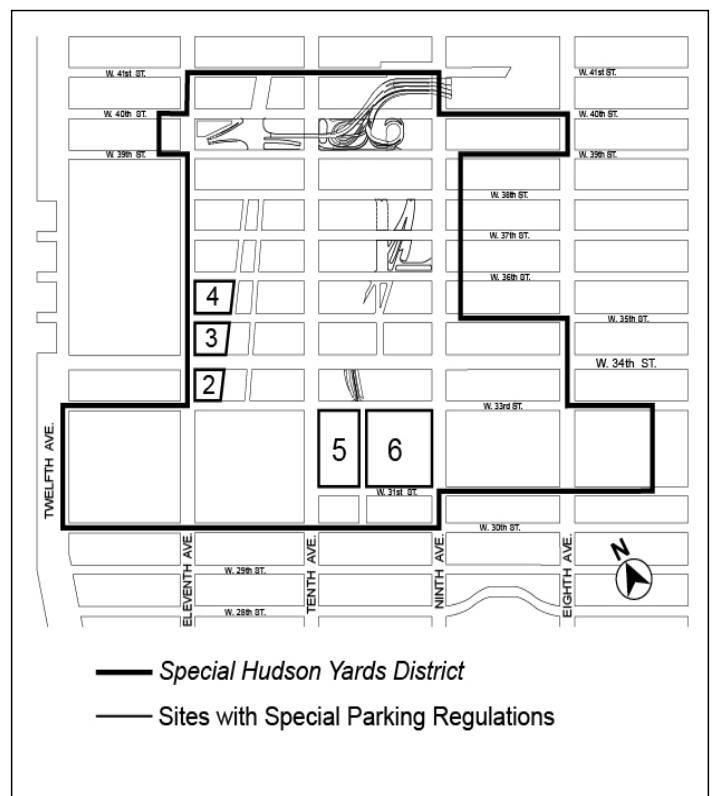 W. 41st ST.
W. 41st ST.
W. 40th ST.
W. 40th ST.
W. 39th ST.
W. 39th ST.
W. 38th ST.
W. 37th ST.
W. 36th ST.
4
W. 35th ST.
3
W. 34th ST.
2
W. 33rd ST.
5
6
W. 31st ST.
TWELFTH AVE.
W. 30th ST.
ELEVENTH AVE.
TENTH AVE.
NINTH AVE.
EIGHTH AVE.
N
W. 29th ST.
W. 28th ST.
Special Hudson Yards District
Sites with Special Parking Regulations